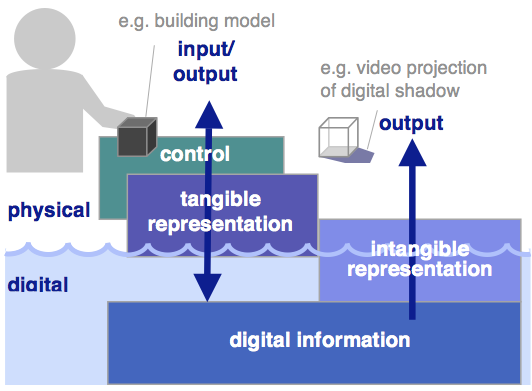 e.g. building model
input/
output
e.g. video projection
of digital shadow
output
control
tangible
representation
physical
intangible
representation
digital
digital information